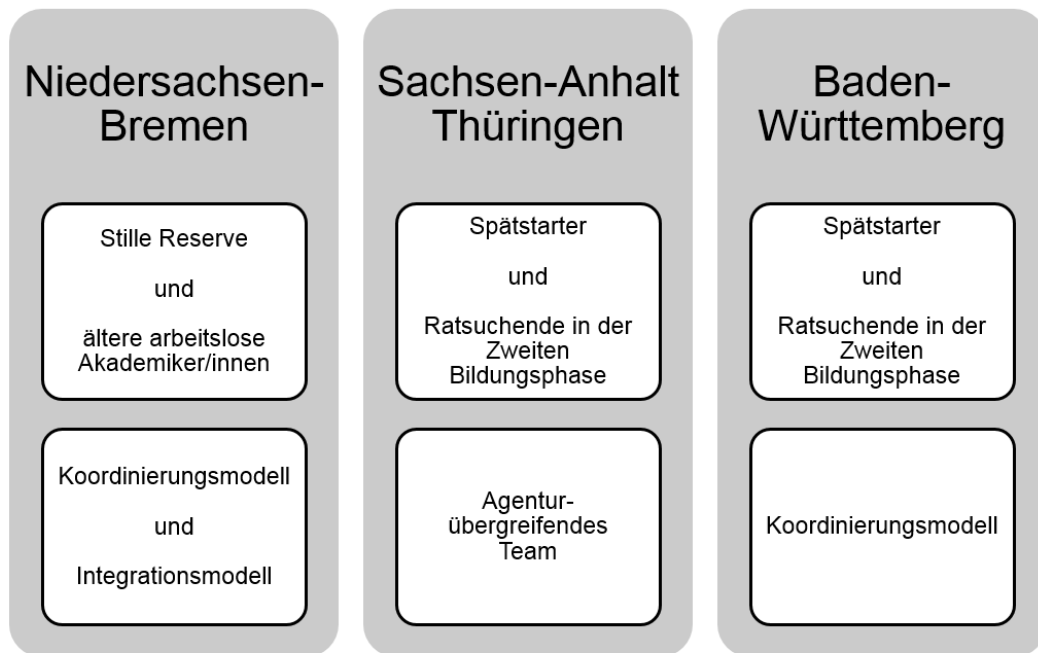 Niedersachsen-
Bremen
Stille Reserve
und
ältere arbeitslose
Akademiker/innen
Koordinierungsmodell
und
Integrationsmodell
Sachsen-Anhalt
Thüringen
Spätstarter
und
Ratsuchende in der
Zweiten
Bildungsphase
Agentur-
übergreifendes
Team
Baden-
Württemberg
Spätstarter
und
Ratsuchende in der
Zweiten
Bildungsphase
Koordinierungsmodell